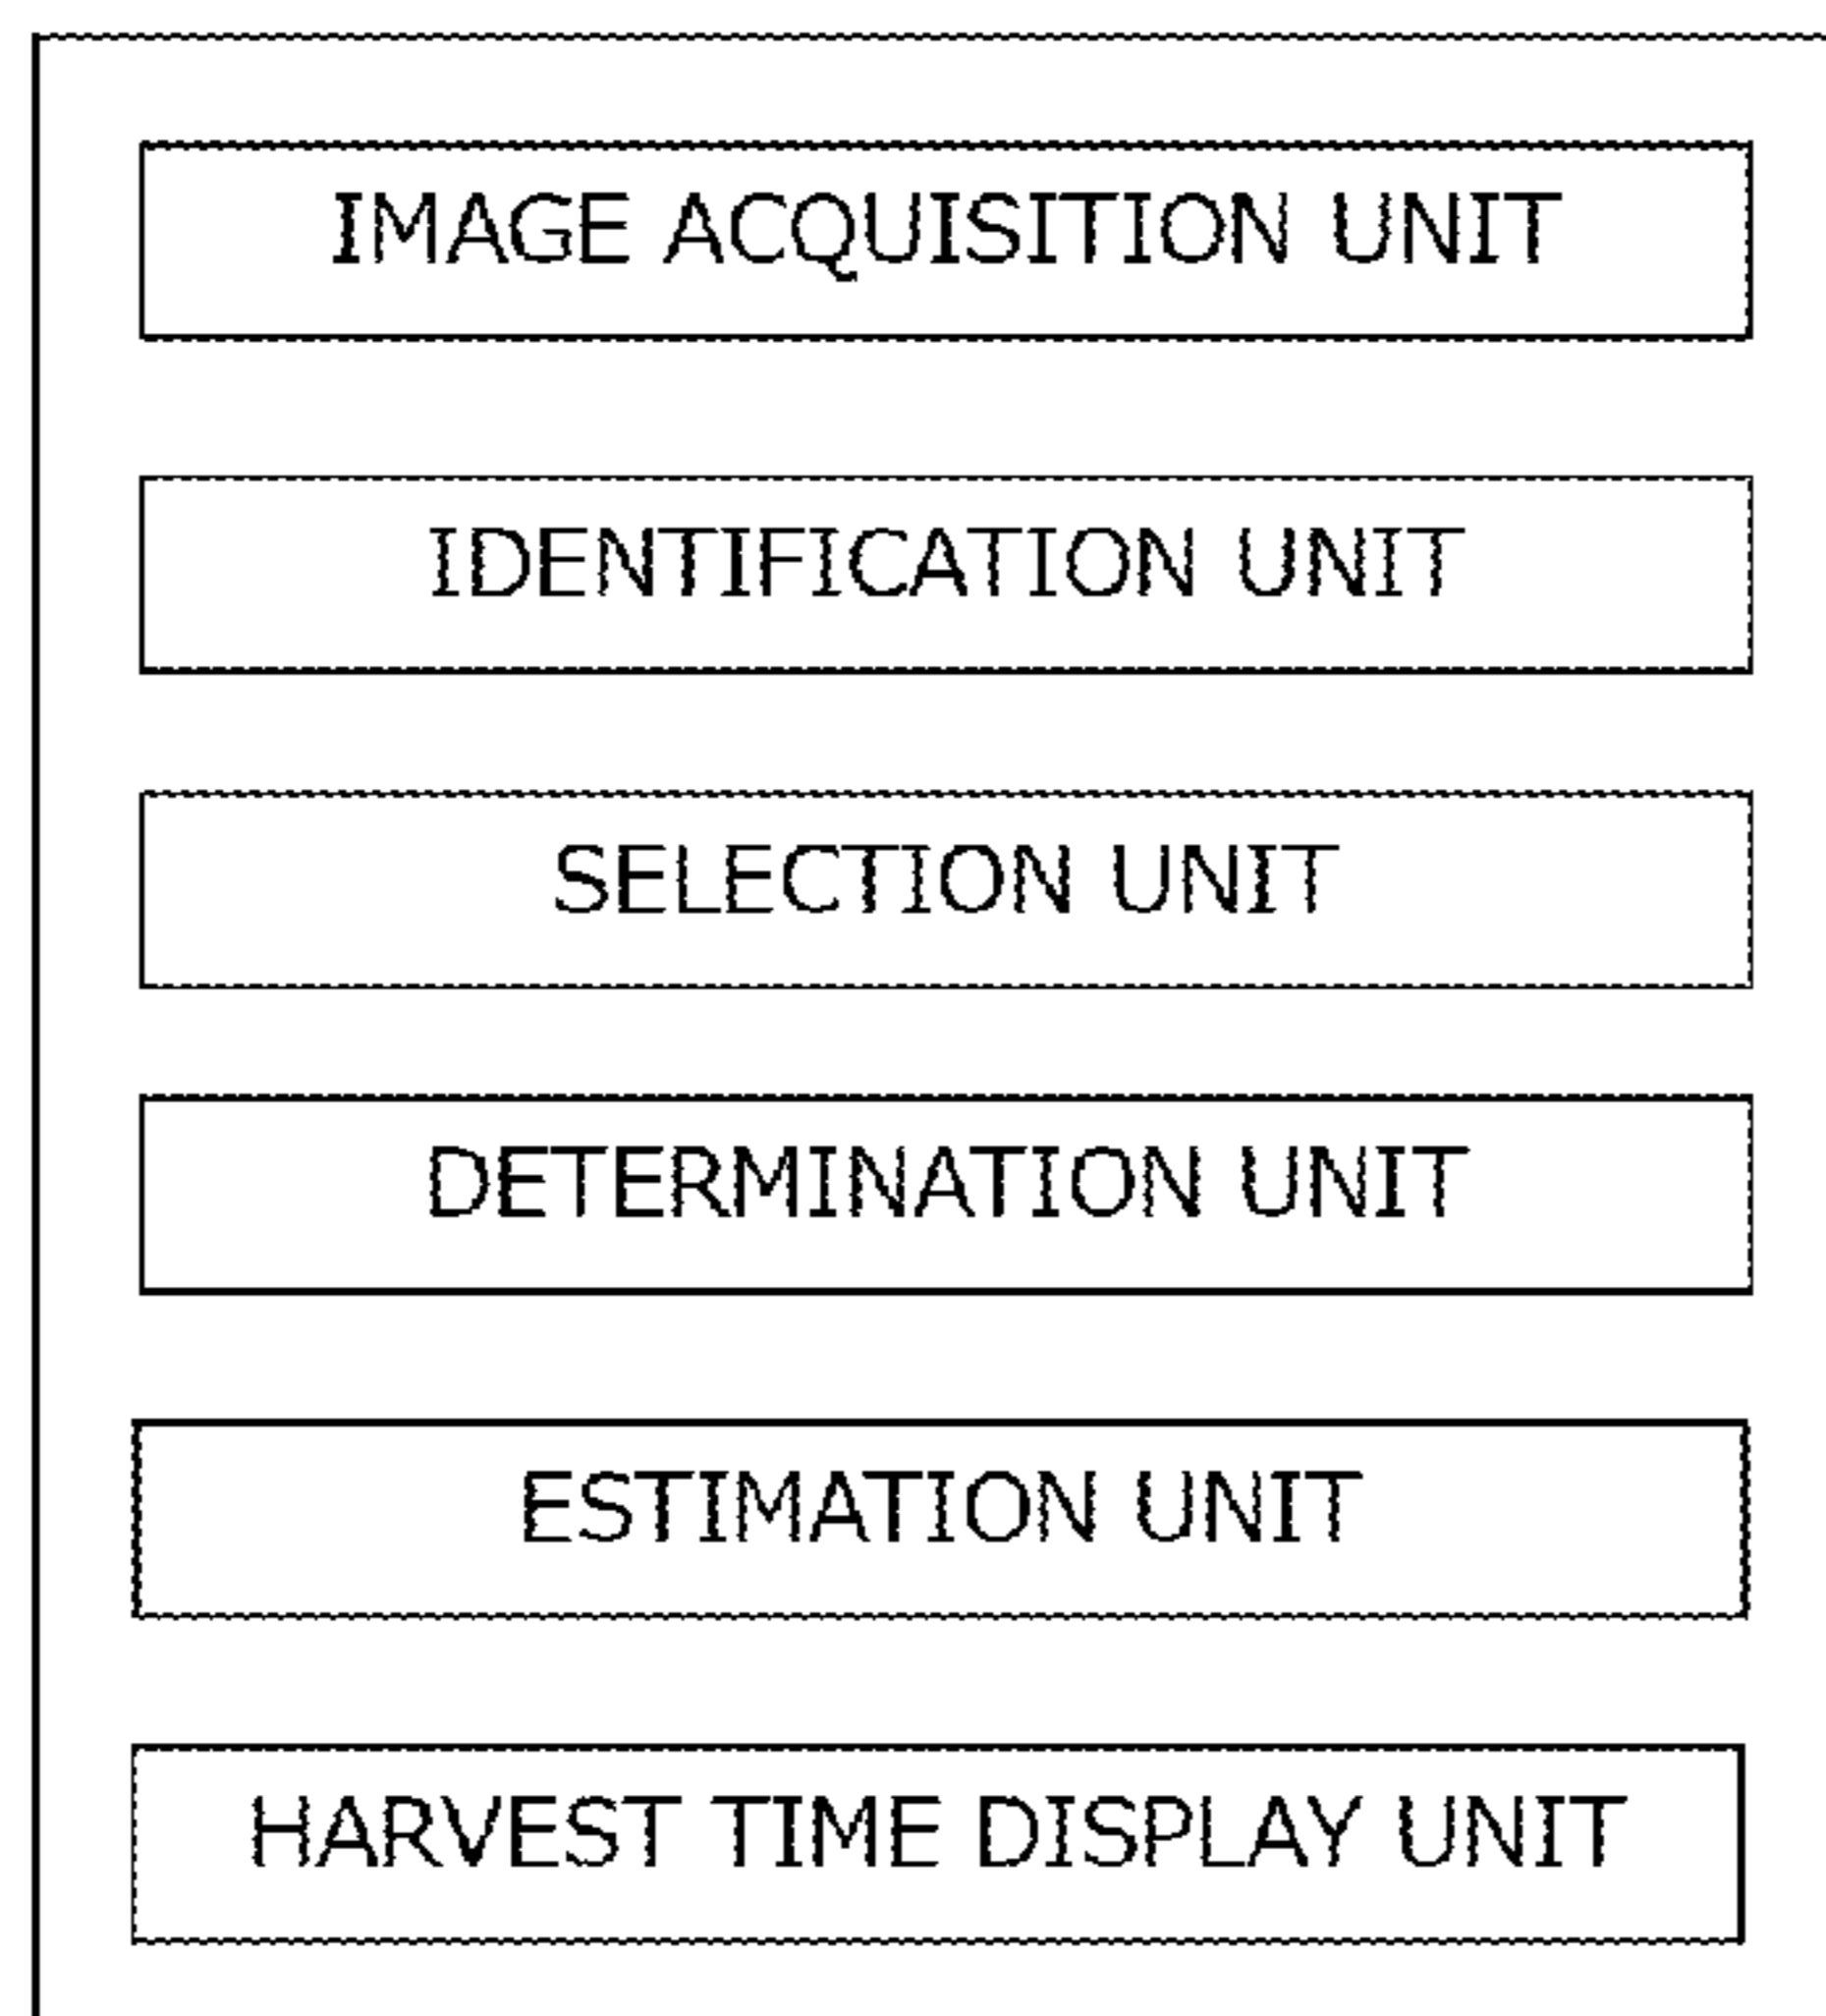 IMAGE ACQUISITION UNIT
IDENTIFICATION UNIT
SELECTION UNIT
DETERMINATION UNIT
ESTIMATION UNIT
HARVEST TIME DISPLAY UNIT